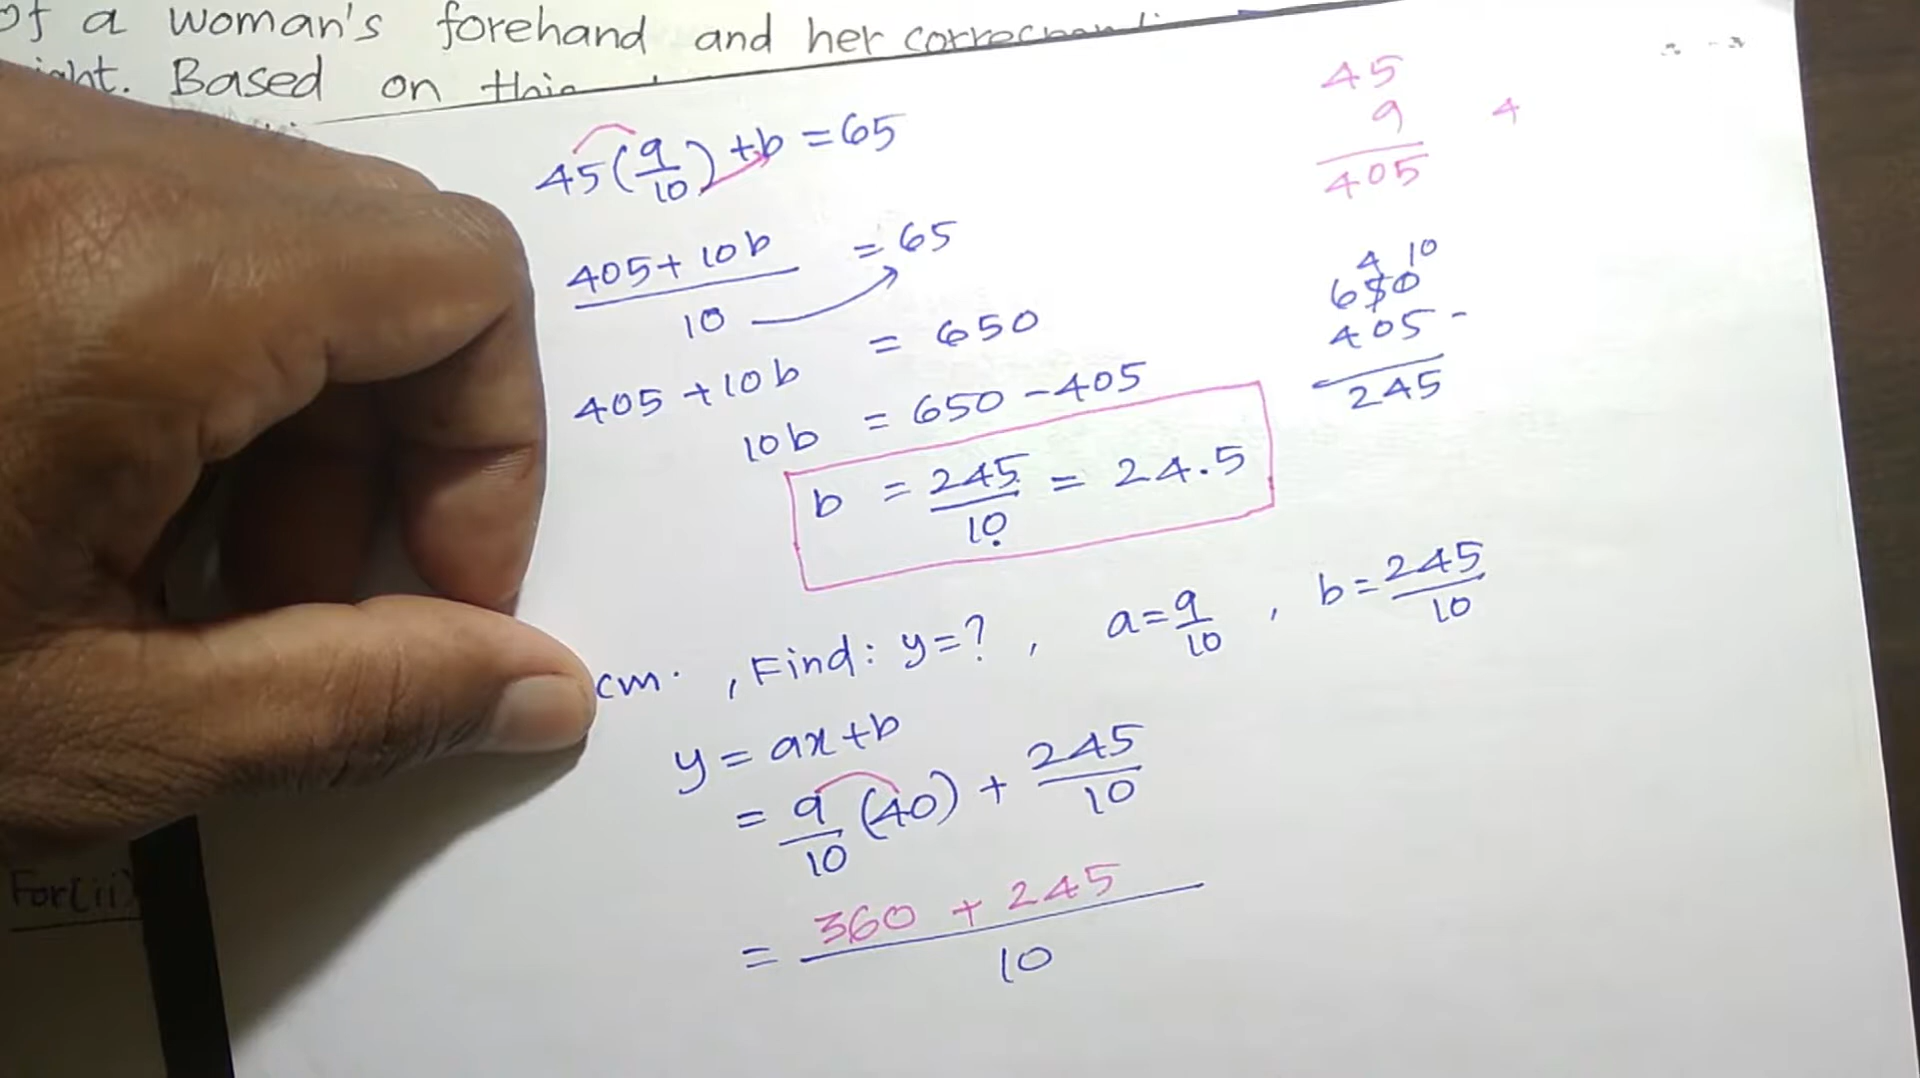 of a woman's forehand and her
Based on this
45(9/10) + b = 65
(405 + 10b)/10 = 65
405 + 10b = 650
10b = 650 - 405
b = 245/10 = 24.5
cm. , Find: y = ? , a = 9/10 , b = 245/10
y = ax + b
= 9/10 (40) + 245/10
= (360 + 245)/10
45
9 4
405
4 10
650
405 -
245
For(ii)